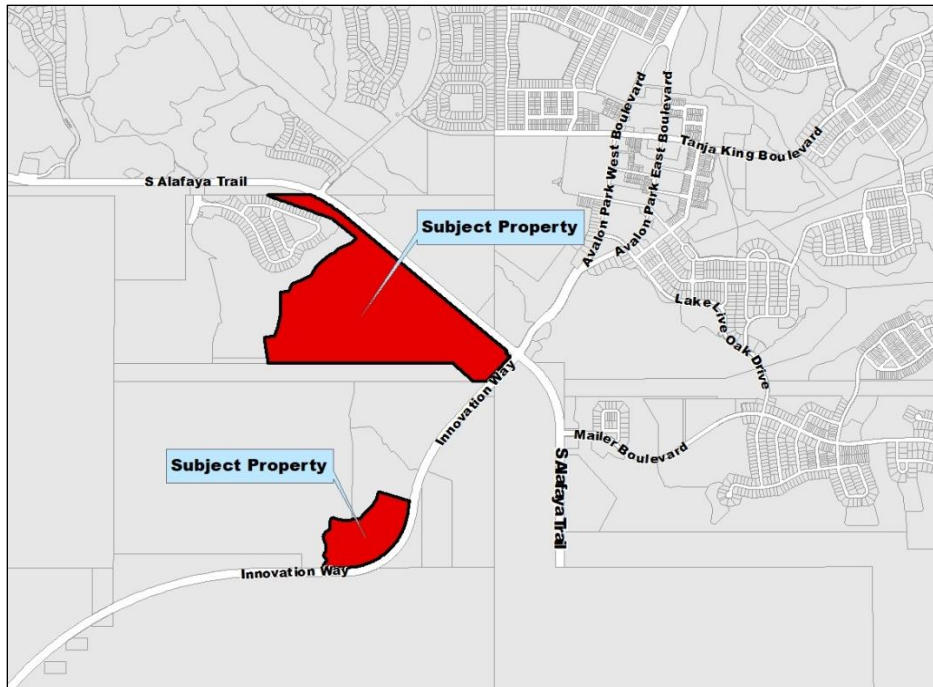 Avalon Park West Boulevard
Avalon Park East Boulevard
Tanja King Boulevard
S Alafaya Trail
Subject Property
Lake Live Oak Drive
Innovation Way
Mailer Boulevard
Subject Property
S Alafaya Trail
Innovation Way